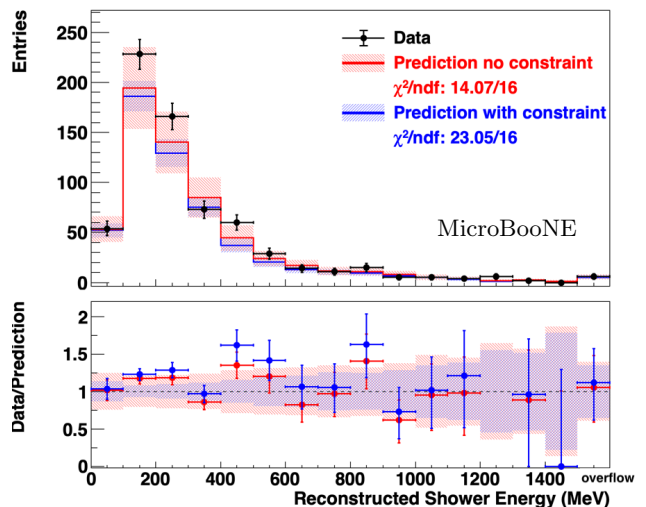 Entries
250
200
150
100
50
0
Data
Prediction no constraint
χ²/ndf: 14.07/16
Prediction with constraint
χ²/ndf: 23.05/16
MicroBooNE
Data/Prediction
2
1.5
1
0.5
0
0 200 400 600 800 1000 1200 1400 overflow
Reconstructed Shower Energy (MeV)